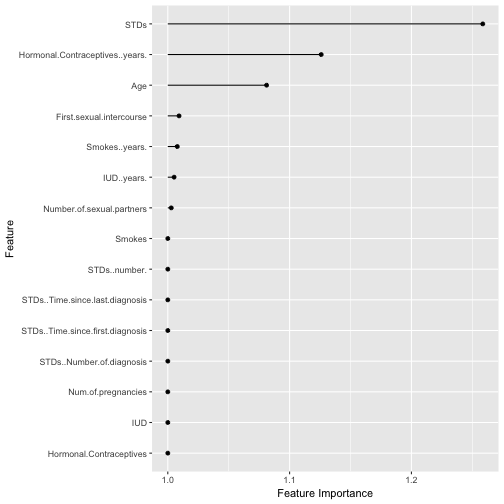 STDs
Hormonal.Contraceptives..years.
Age
First.sexual.intercourse
Smokes..years.
IUD..years.
Number.of.sexual.partners
Smokes
STDs..number.
STDs..Time.since.last.diagnosis
STDs..Time.since.first.diagnosis
STDs..Number.of.diagnosis
Num.of.pregnancies
IUD
Hormonal.Contraceptives
Feature
1.0 1.1 1.2
Feature Importance